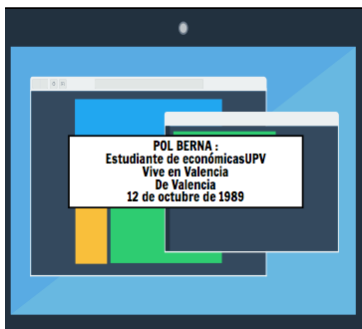 POL BERNA :
Estudiante de económicasUPV
Vive en Valencia
De Valencia
12 de octubre de 1989